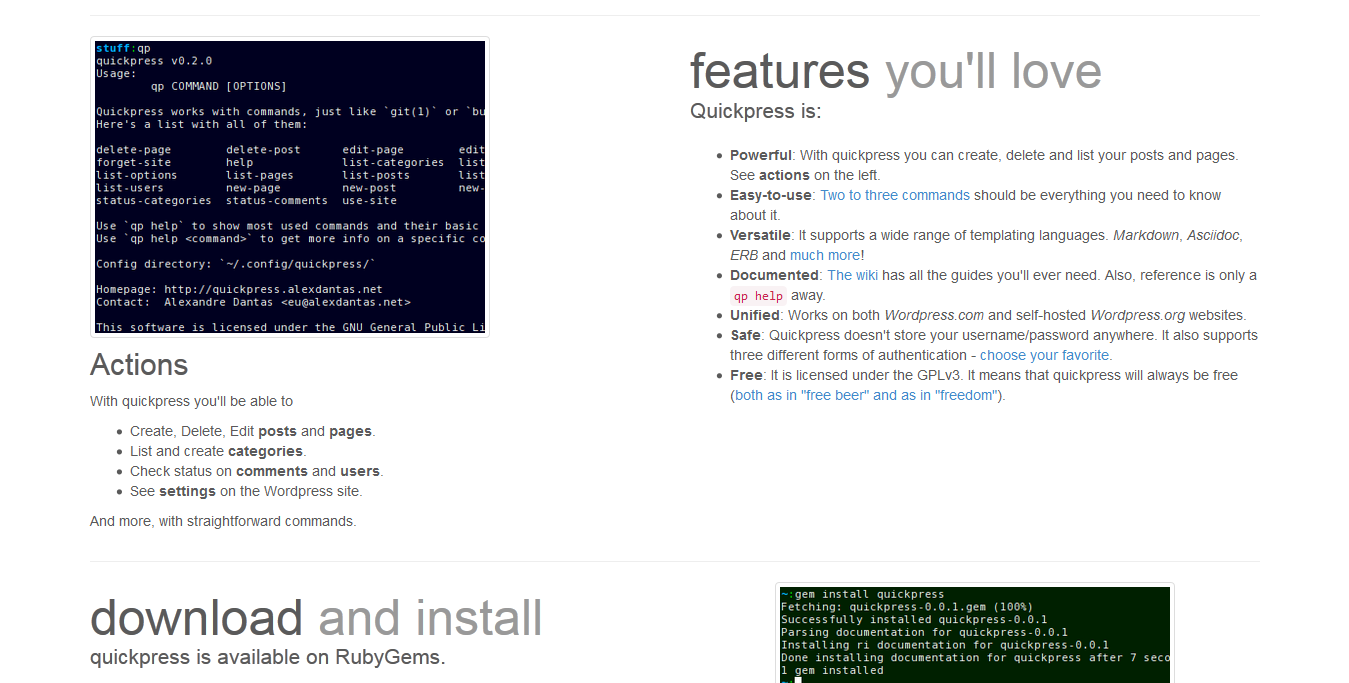 stuff:qp
quickpress v0.2.0
Usage:
qp COMMAND [OPTIONS]
Quickpress works with commands, just like `git(1)` or `bu
Here's a list with all of them:
delete-page delete-post edit-page edit
forget-site help list-categories list
list-options list-pages list-posts list
list-users new-page new-post new-
status-categories status-comments use-site
Use `qp help` to show most used commands and their basic
Use `qp help <command>` to get more info on a specific co
Config directory: `~/.config/quickpress/`
Homepage: http://quickpress.alexdantas.net
Contact: Alexandre Dantas <eu@alexdantas.net>
This software is licensed under the GNU General Public Li
Actions
With quickpress you'll be able to
• Create, Delete, Edit posts and pages.
• List and create categories.
• Check status on comments and users.
• See settings on the Wordpress site.
And more, with straightforward commands.
features you'll love
Quickpress is:
• Powerful: With quickpress you can create, delete and list your posts and pages.
See actions on the left.
• Easy-to-use: Two to three commands should be everything you need to know
about it.
• Versatile: It supports a wide range of templating languages. Markdown, Asciidoc,
ERB and much more!
• Documented: The wiki has all the guides you'll ever need. Also, reference is only a
qp help away.
• Unified: Works on both Wordpress.com and self-hosted Wordpress.org websites.
• Safe: Quickpress doesn't store your username/password anywhere. It also supports
three different forms of authentication - choose your favorite.
• Free: It is licensed under the GPLv3. It means that quickpress will always be free
(both as in "free beer" and as in "freedom").
download and install
quickpress is available on RubyGems.
~:gem install quickpress
Fetching: quickpress-0.0.1.gem (100%)
Successfully installed quickpress-0.0.1
Parsing documentation for quickpress-0.0.1
Installing ri documentation for quickpress-0.0.1
Done installing documentation for quickpress after 7 seco
1 gem installed
~: